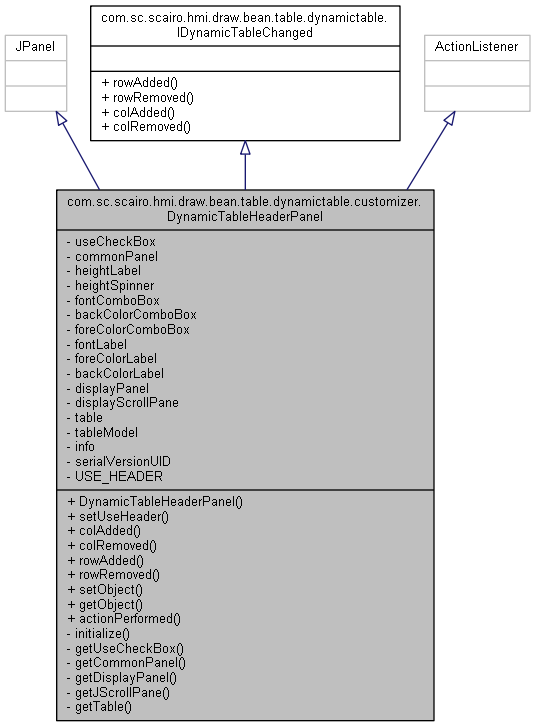 com.sc.scairo.hmi.draw.bean.table.dynamictable.
IDynamicTableChanged
JPanel
ActionListener
+ rowAdded()
+ rowRemoved()
+ colAdded()
+ colRemoved()
com.sc.scairo.hmi.draw.bean.table.dynamictable.customizer.
DynamicTableHeaderPanel
- useCheckBox
- commonPanel
- heightLabel
- heightSpinner
- fontComboBox
- backColorComboBox
- foreColorComboBox
- fontLabel
- foreColorLabel
- backColorLabel
- displayPanel
- displayScrollPane
- table
- tableModel
- info
- serialVersionUID
- USE_HEADER
+ DynamicTableHeaderPanel()
+ setUseHeader()
+ colAdded()
+ colRemoved()
+ rowAdded()
+ rowRemoved()
+ setObject()
+ getObject()
+ actionPerformed()
- initialize()
- getUseCheckBox()
- getCommonPanel()
- getDisplayPanel()
- getJScrollPane()
- getTable()